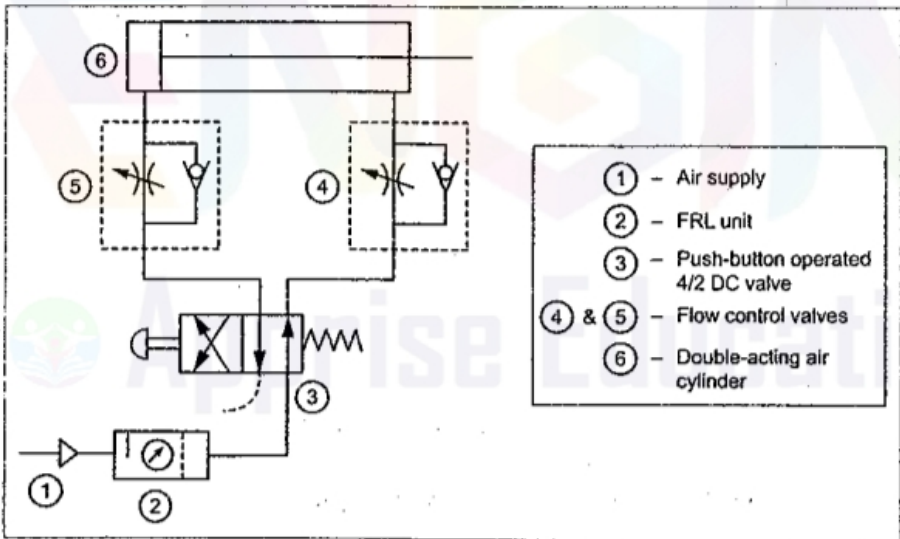 6
5
4
3
1
2
1 – Air supply
2 – FRL unit
3 – Push-button operated
4/2 DC valve
4 & 5 – Flow control valves
6 – Double-acting air
cylinder
Apprise Educati